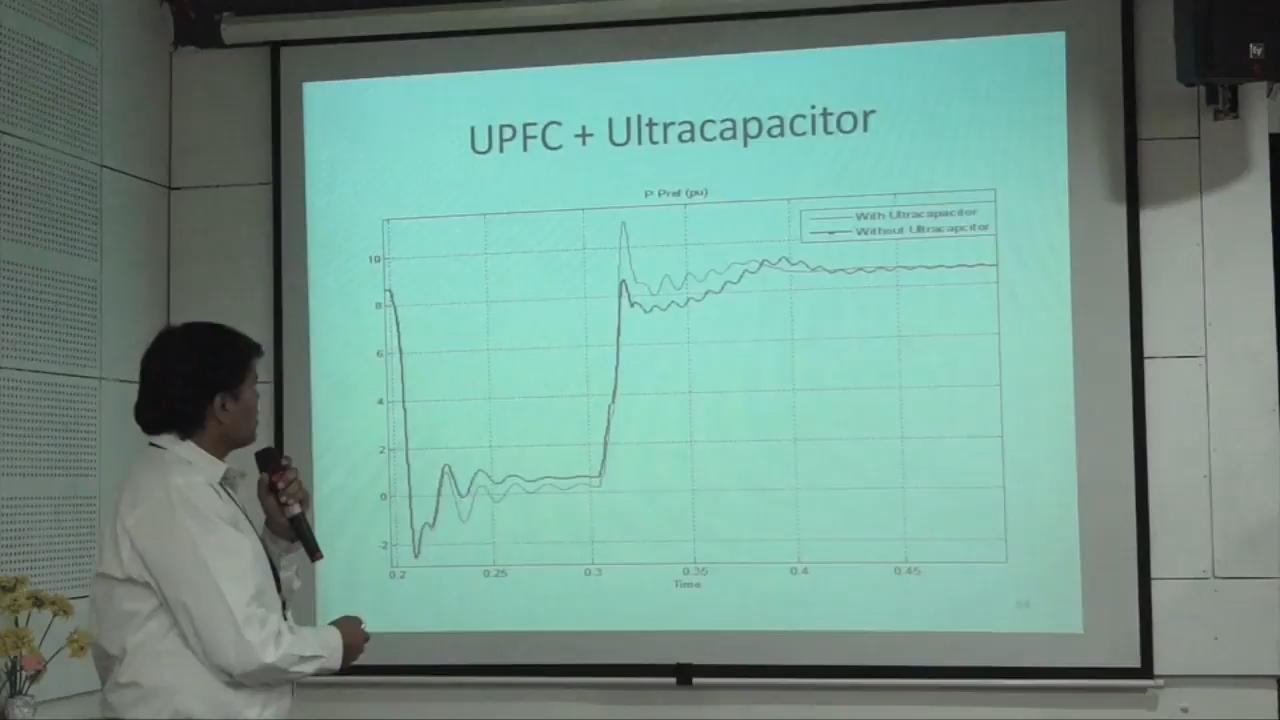 UPFC + Ultracapacitor
P Pref (pu)
With Ultracapacitor
Without Ultracapcitor
10
8
6
4
2
0
-2
0.2 0.25 0.3 0.35 0.4 0.45
Time